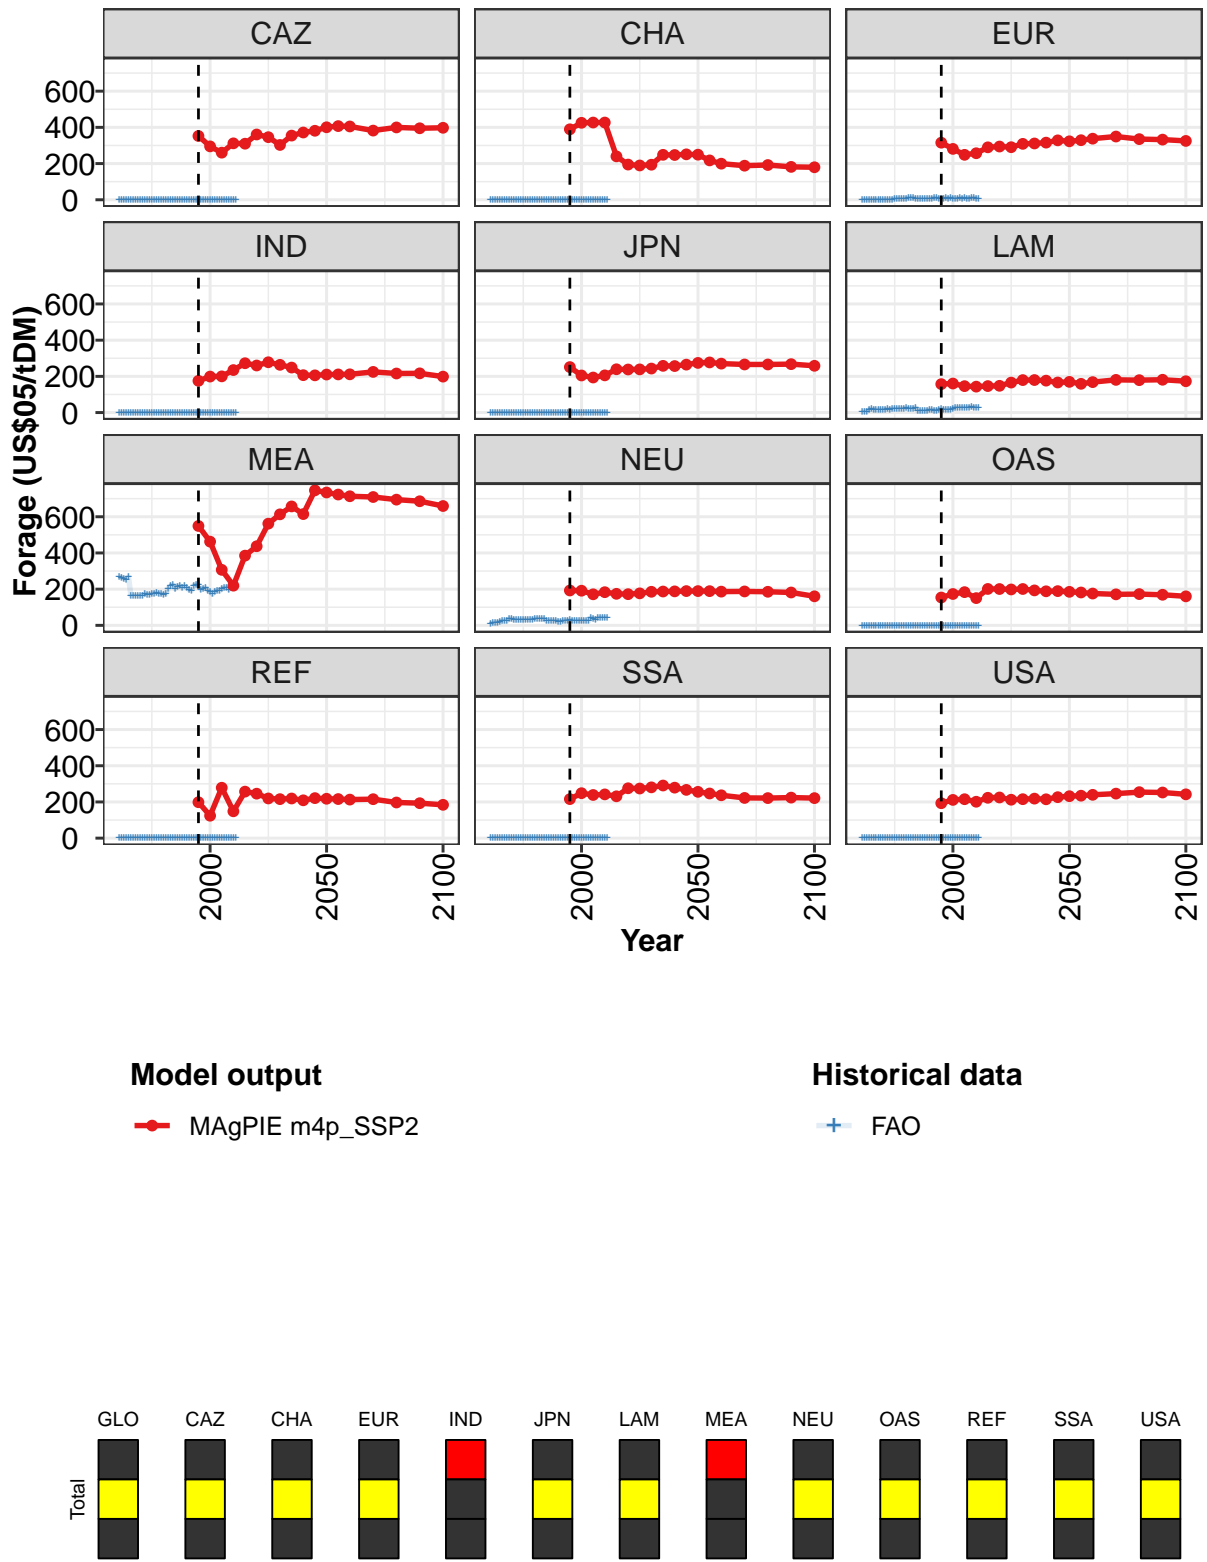 CAZ CHA EUR
600
400
200
0
IND JPN LAM
600
400
200
0
MEA NEU OAS
600
400
200
0
REF SSA USA
600
400
200
0
Forage (US$05/tDM)
2000 2050 2100 2000 2050 2100 2000 2050 2100
Year
Model output Historical data
MAgPIE m4p_SSP2 FAO
GLO CAZ CHA EUR IND JPN LAM MEA NEU OAS REF SSA USA
Total